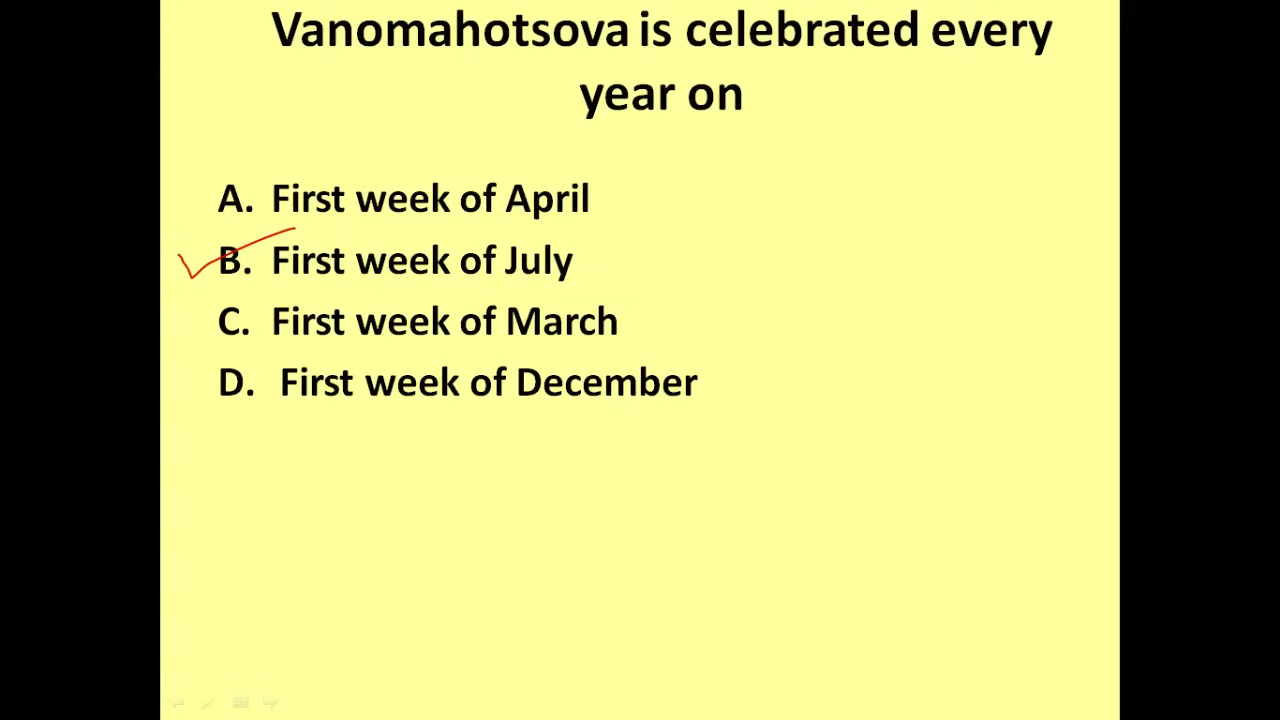 Vanomahotsova is celebrated every
year on
A. First week of April
B. First week of July
C. First week of March
D. First week of December